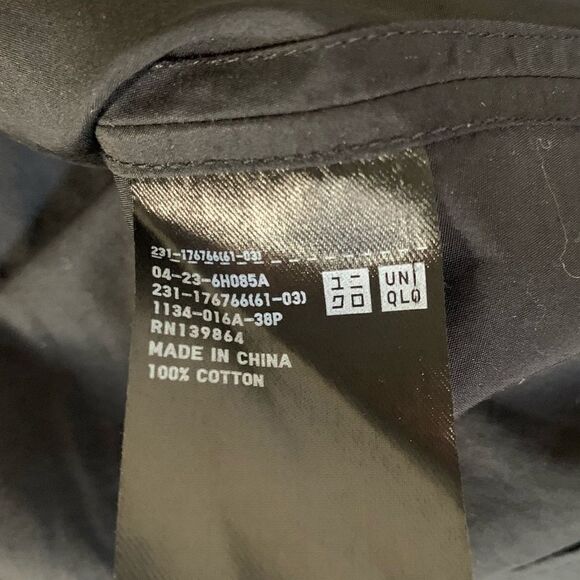 231-176766(61-03)
04-23-6H085A
231-176766(61-03)
1134-016A-38P
RN139864
MADE IN CHINA
100% COTTON
ユニ
クロ
UNI
QLO